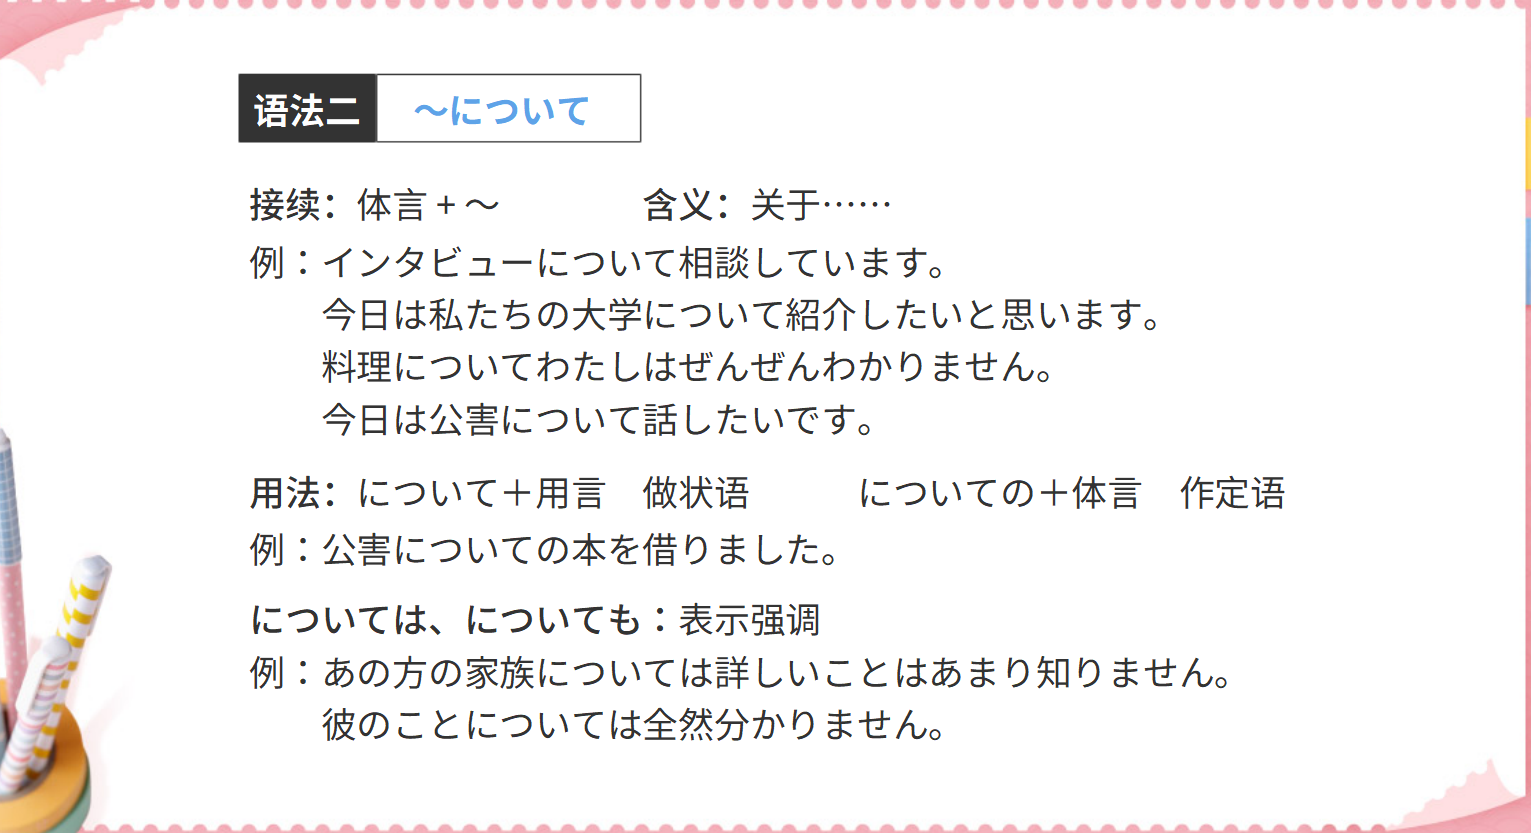 语法二 ～について
接续：体言 + ～ 含义：关于……
例：インタビューについて相談しています。
今日は私たちの大学について紹介したいと思います。
料理についてわたしはぜんぜんわかりません。
今日は公害について話したいです。
用法：について＋用言 做状语 についての＋体言 作定语
例：公害についての本を借りました。
については、についても：表示强调
例：あの方の家族については詳しいことはあまり知りません。
彼のことについては全然分かりません。